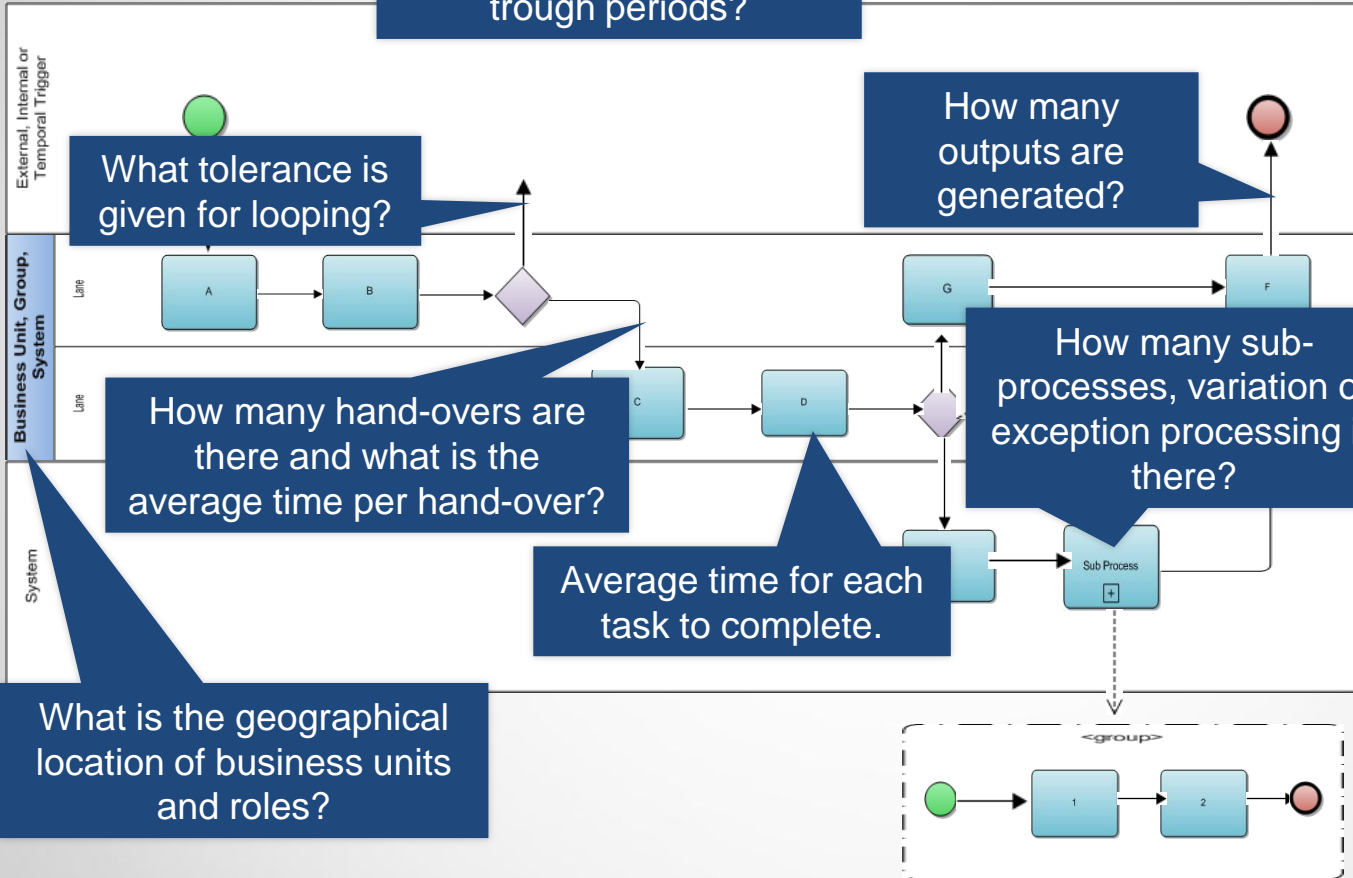 trough periods?
External, Internal or
Temporal Trigger
What tolerance is
given for looping?
How many
outputs are
generated?
Business Unit, Group,
System
Lane
A
B
G
F
Lane
How many hand-overs are
there and what is the
average time per hand-over?
C
D
How many sub-
processes, variation
exception processing
there?
System
Average time for each
task to complete.
Sub Process
+
What is the geographical
location of business units
and roles?
<group>
1
2